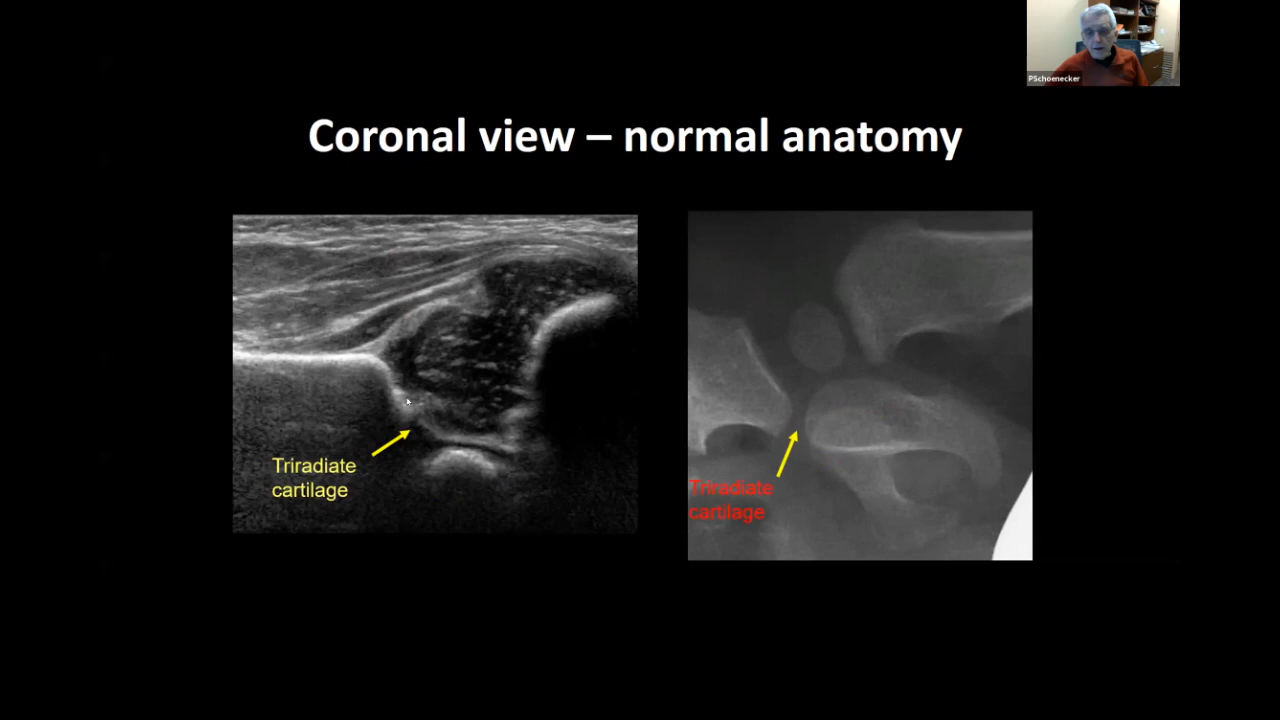 PSchoenecker
Coronal view – normal anatomy
Triradiate
cartilage
Triradiate
cartilage